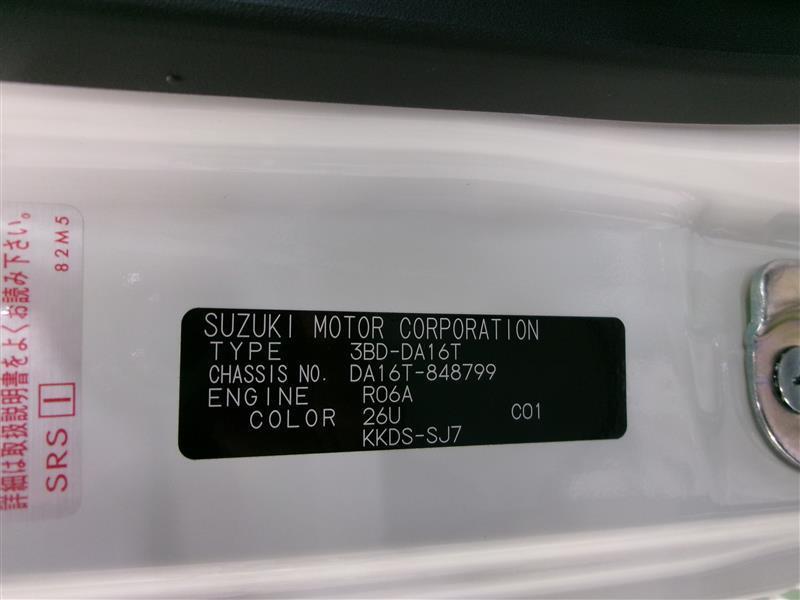 SUZUKI MOTOR CORPORATION
TYPE 3BD-DA16T
CHASSIS NO. DA16T-848799
ENGINE R06A
COLOR 26U C01
KKDS-SJ7
詳細は取扱説明書をよくお読み下さい。
SRS I 82M5